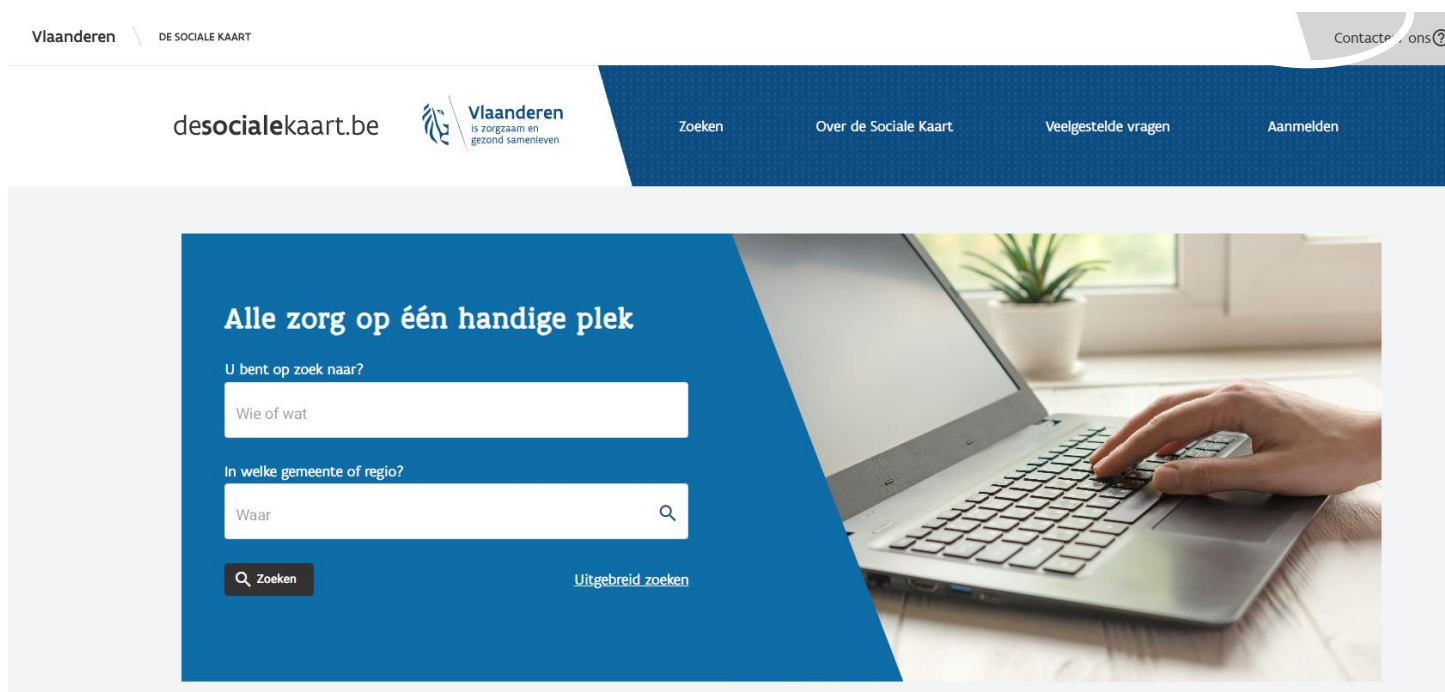 Vlaanderen
DE SOCIALE KAART
Contacteer ons
desocialekaart.be
Vlaanderen
is zorgzaam en
gezond samenleven
Zoeken
Over de Sociale Kaart
Veelgestelde vragen
Aanmelden
Alle zorg op één handige plek
U bent op zoek naar?
Wie of wat
In welke gemeente of regio?
Waar
Zoeken
Uitgebreid zoeken